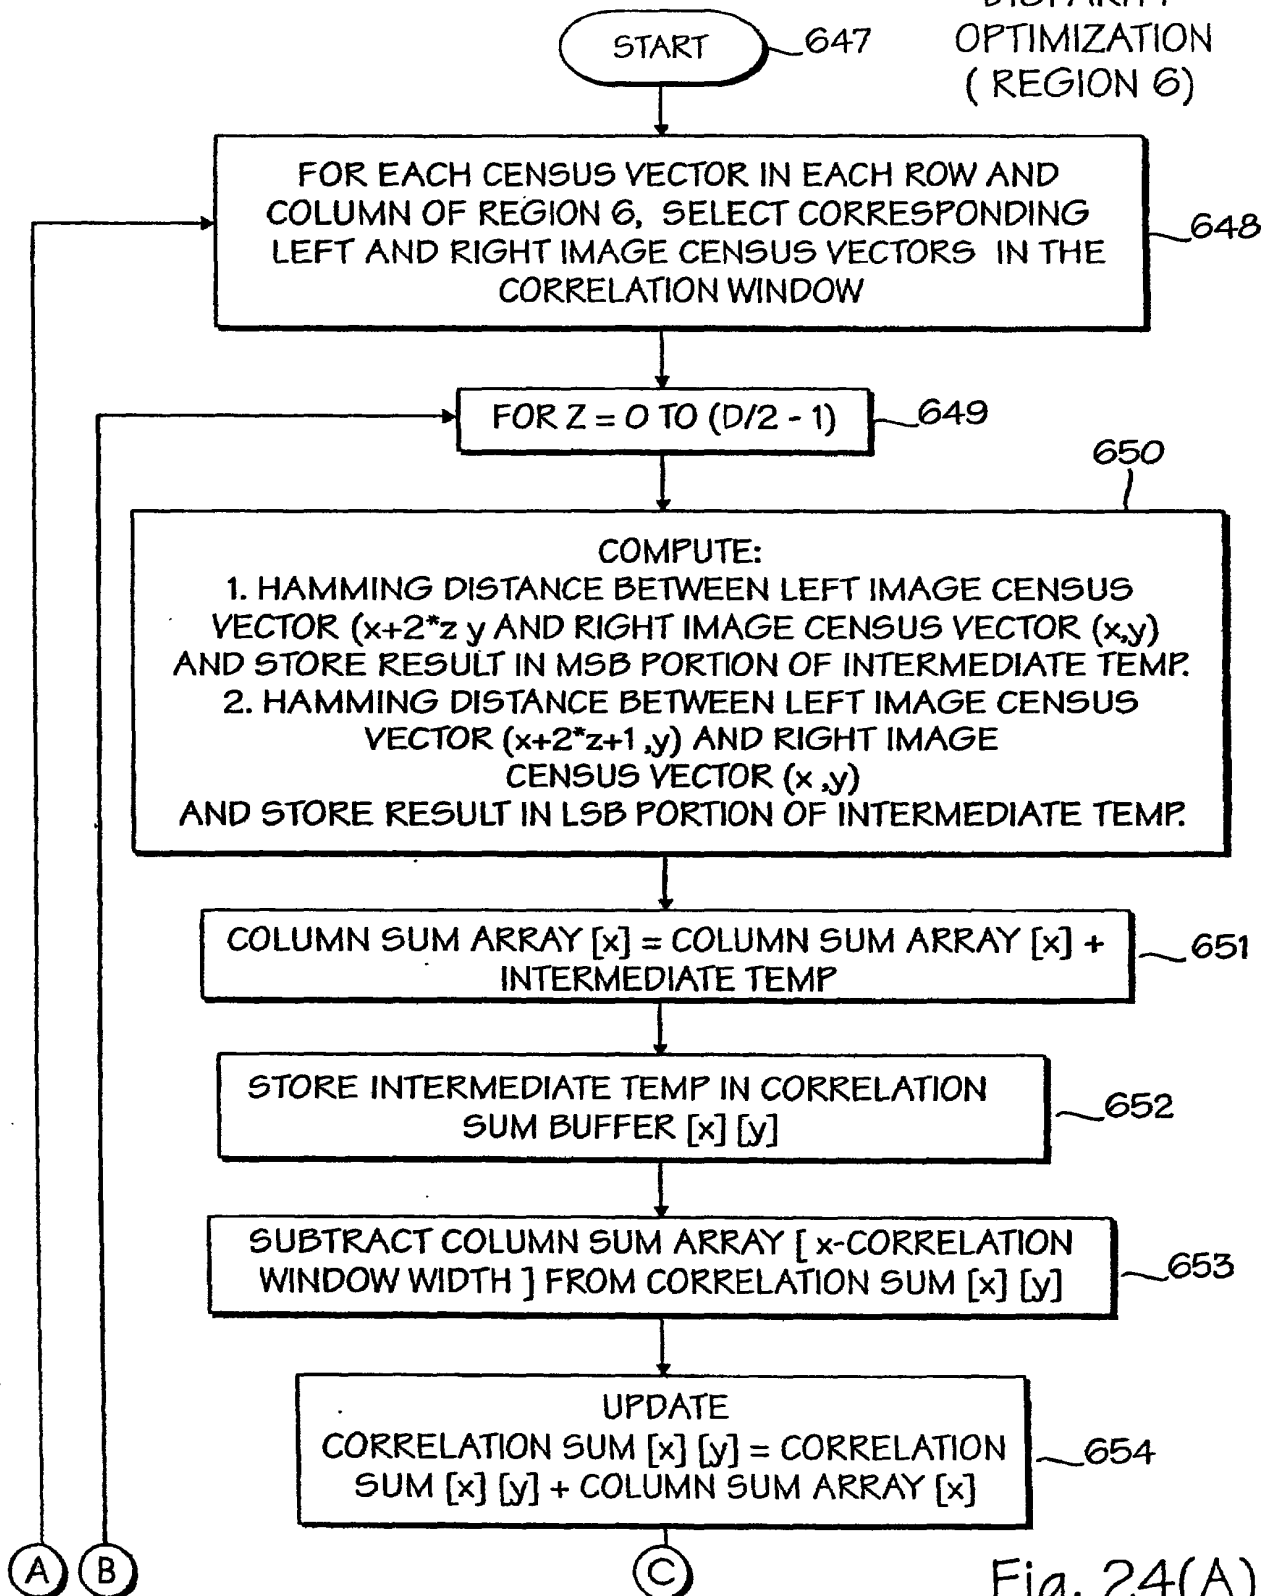 DISPARITY
OPTIMIZATION
( REGION 6)
START
647
FOR EACH CENSUS VECTOR IN EACH ROW AND
COLUMN OF REGION 6, SELECT CORRESPONDING
LEFT AND RIGHT IMAGE CENSUS VECTORS IN THE
CORRELATION WINDOW
648
FOR Z = 0 TO (D/2 - 1)
649
650
COMPUTE:
1. HAMMING DISTANCE BETWEEN LEFT IMAGE CENSUS
VECTOR (x+2*z y AND RIGHT IMAGE CENSUS VECTOR (x,y)
AND STORE RESULT IN MSB PORTION OF INTERMEDIATE TEMP.
2. HAMMING DISTANCE BETWEEN LEFT IMAGE CENSUS
VECTOR (x+2*z+1 ,y) AND RIGHT IMAGE
CENSUS VECTOR (x ,y)
AND STORE RESULT IN LSB PORTION OF INTERMEDIATE TEMP.
COLUMN SUM ARRAY [x] = COLUMN SUM ARRAY [x] +
INTERMEDIATE TEMP
651
STORE INTERMEDIATE TEMP IN CORRELATION
SUM BUFFER [x] [y]
652
SUBTRACT COLUMN SUM ARRAY [ x-CORRELATION
WINDOW WIDTH ] FROM CORRELATION SUM [x] [y]
653
UPDATE
CORRELATION SUM [x] [y] = CORRELATION
SUM [x] [y] + COLUMN SUM ARRAY [x]
654
A B C
Fig. 24(A)